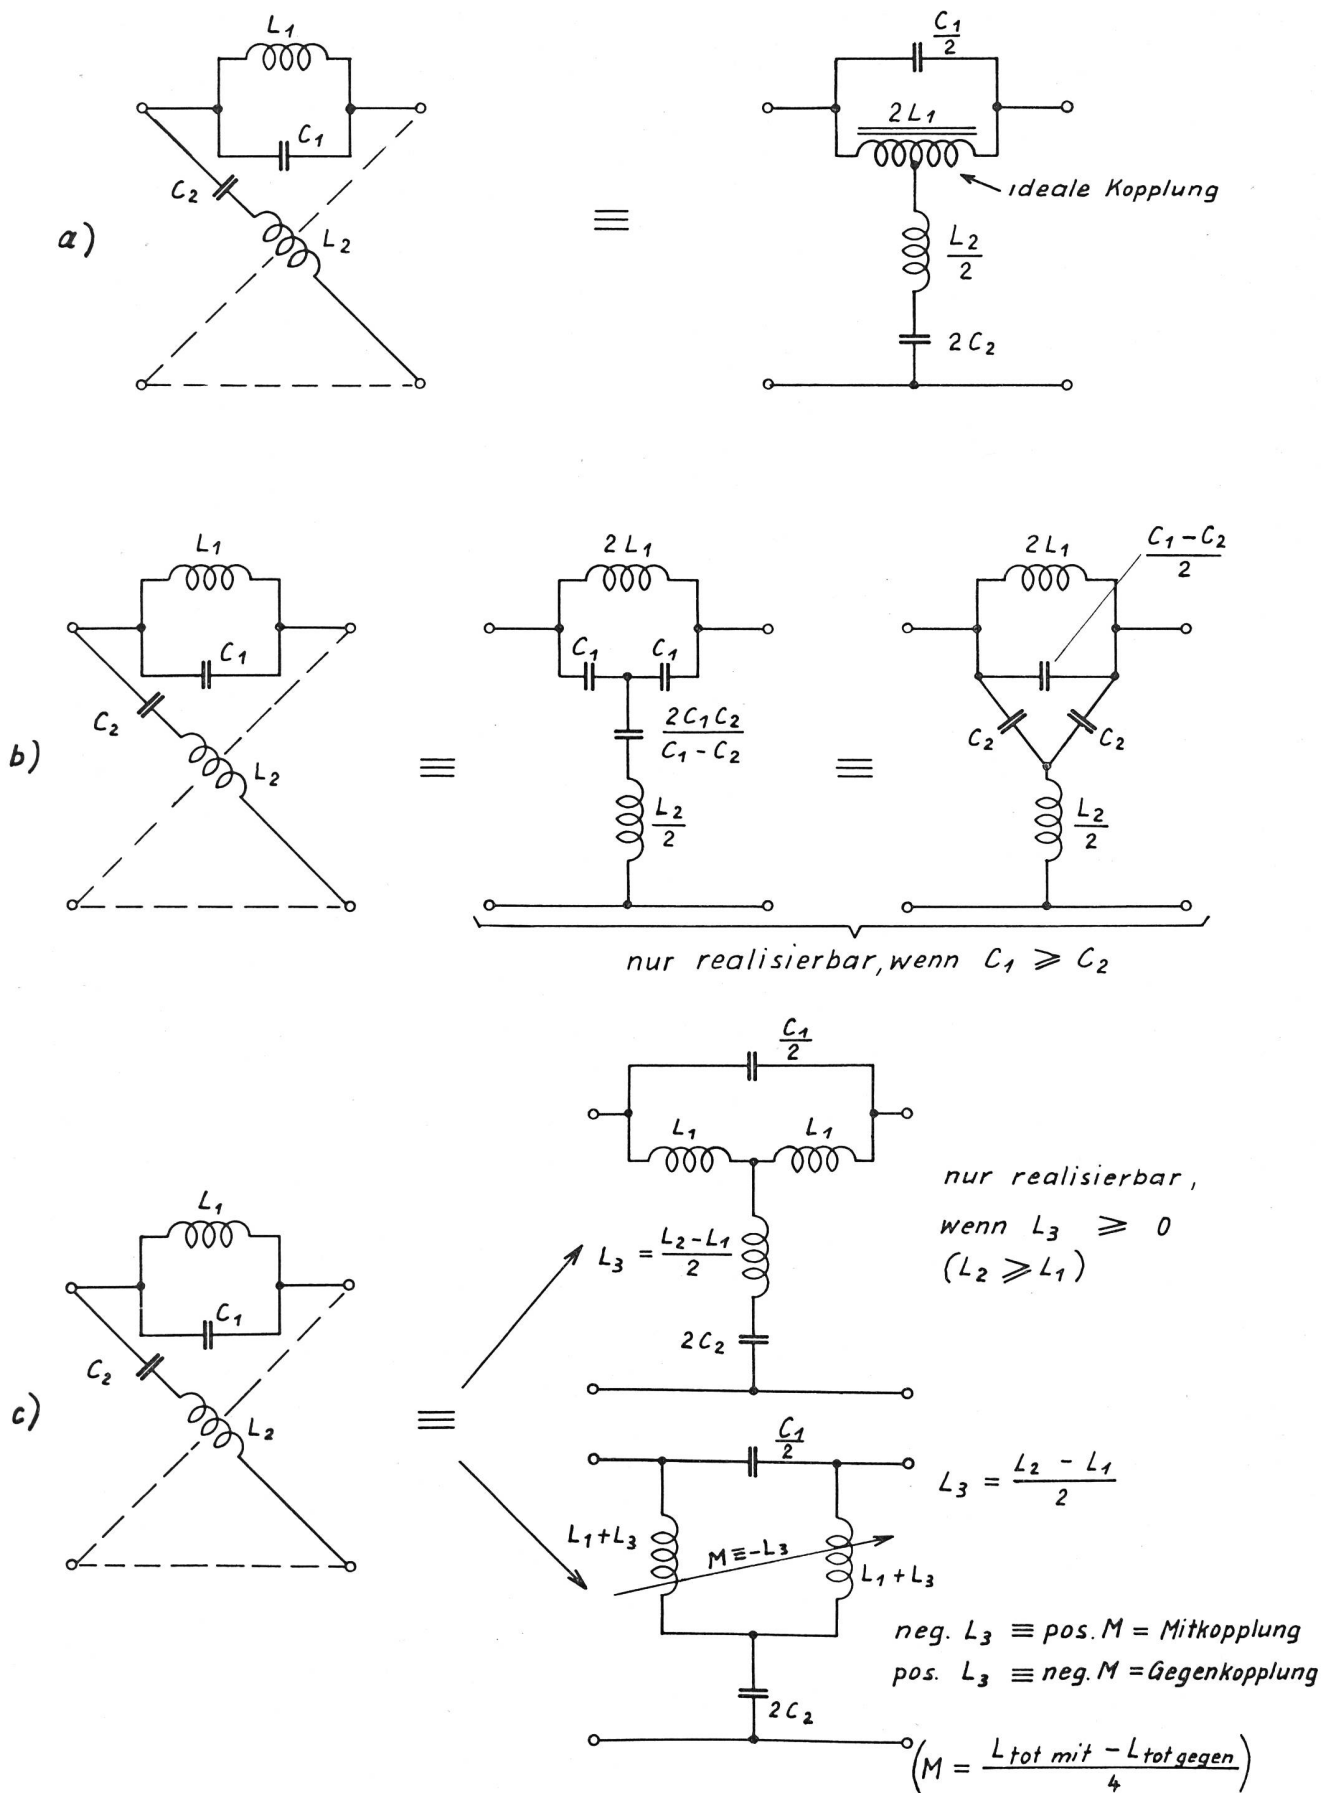 a)
L1
C1
C2
L2
≡
C1/2
2L1
ideale Kopplung
L2/2
2C2
b)
L1
C1
C2
L2
≡
2L1
C1 C1
2C1C2/C1-C2
L2/2
≡
2L1
C1-C2/2
C2 C2
L2/2
nur realisierbar, wenn C1 ⩾ C2
c)
L1
C1
C2
L2
≡
C1/2
L1 L1
L3 = L2-L1/2
2C2
nur realisierbar,
wenn L3 ⩾ 0
(L2 ⩾ L1)
C1/2
L1+L3
M≡-L3
L1+L3
2C2
L3 = L2 - L1/2
neg. L3 ≡ pos. M = Mitkopplung
pos. L3 ≡ neg. M = Gegenkopplung
(M = Ltot mit - Ltot gegen/4)